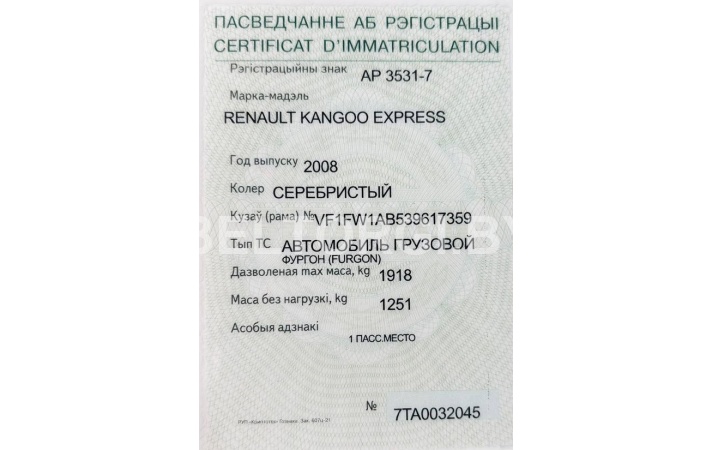 ПАСВЕДЧАННЕ АБ РЭГІСТРАЦЫІ
CERTIFICAT D'IMMATRICULATION
Рэгістрацыйны знак АР 3531-7
Марка-мадэль
RENAULT KANGOO EXPRESS
Год выпуску 2008
Колер СЕРЕБРИСТЫЙ
Кузаў (рама) № VF1FW1AB539617359
Тып ТС АВТОМОБИЛЬ ГРУЗОВОЙ
ФУРГОН (FURGON)
Дазволеная max маса, kg 1918
Маса без нагрузкі, kg 1251
Асобыя адзнакі
1 ПАСС.МЕСТО
№ 7TA0032045